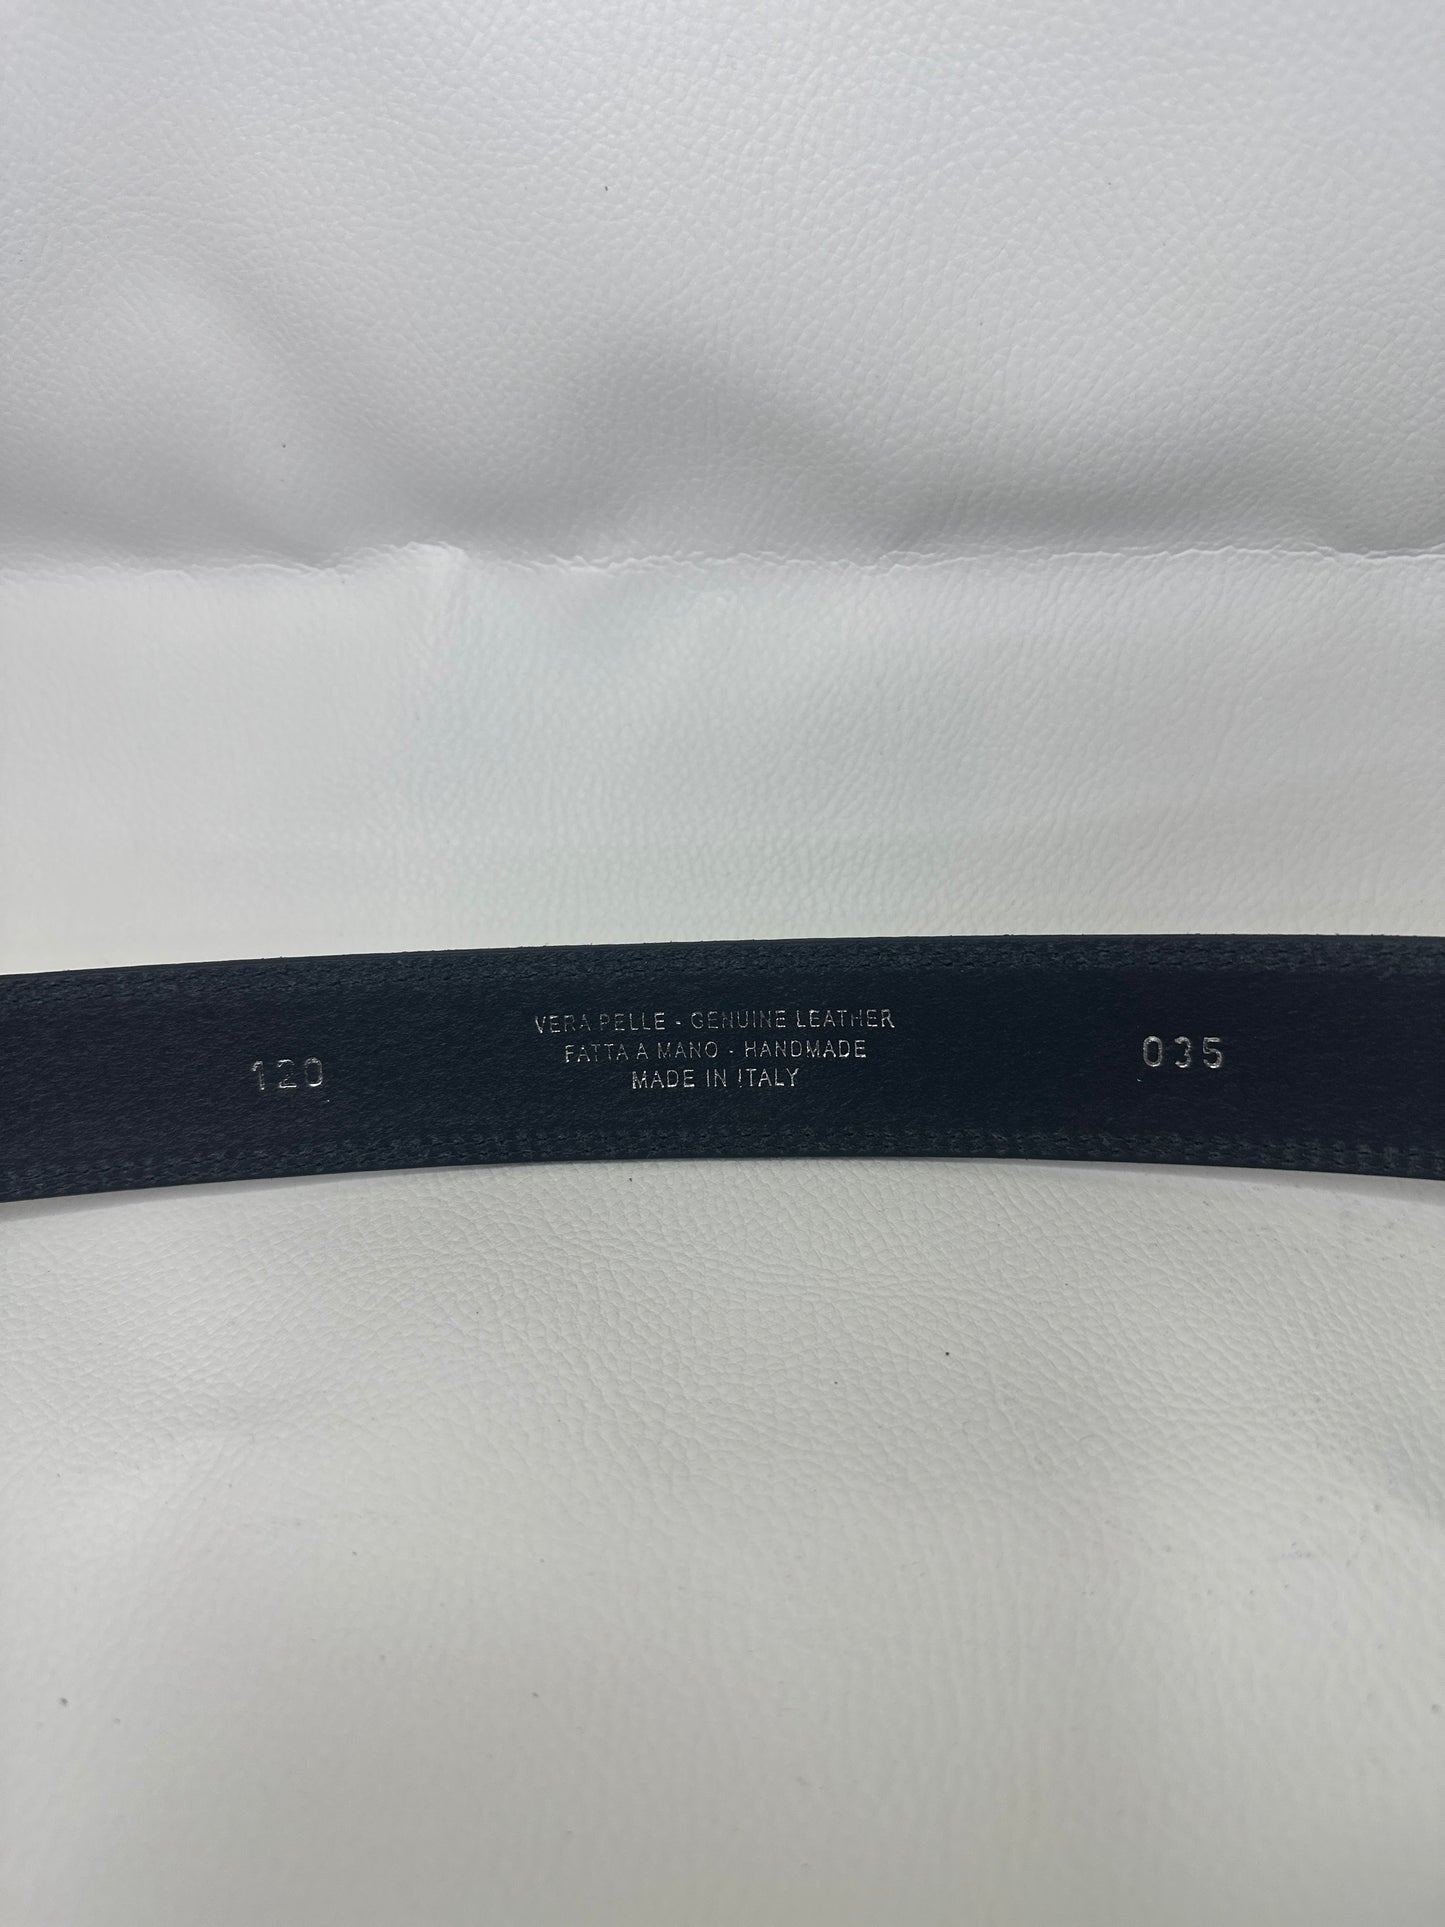 VERA PELLE - GENUINE LEATHER
FATTA A MANO - HANDMADE
MADE IN ITALY
120
035